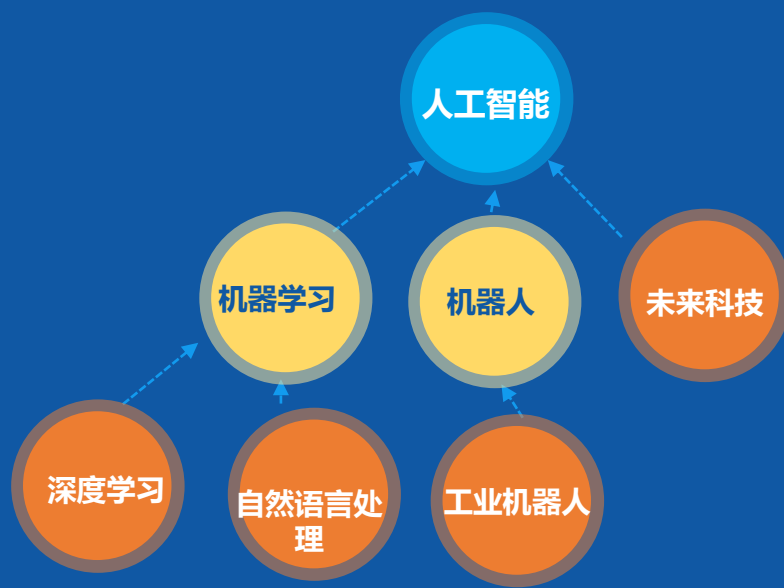 人工智能
机器学习
机器人
未来科技
深度学习
自然语言处
理
工业机器人